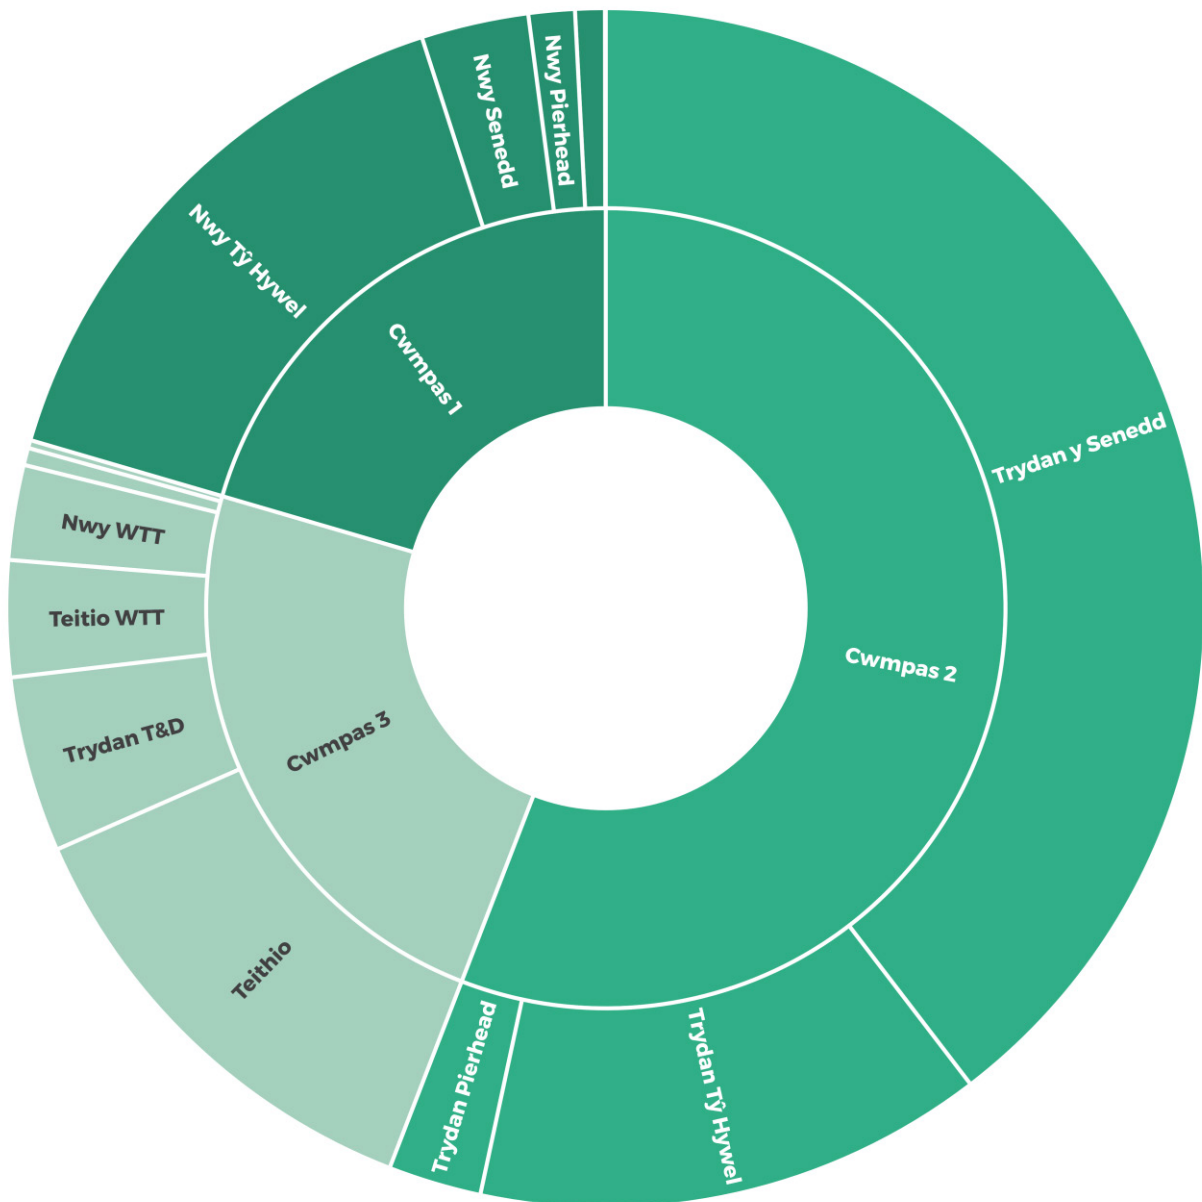 Nwy Pierhead
Nwy Senedd
Nwy Tŷ Hywel
Cwmpas 1
Trydan y Senedd
Cwmpas 2
Nwy WTT
Teitio WTT
Trydan T&D
Cwmpas 3
Teithio
Trydan Pierhead
Trydan Tŷ Hywel